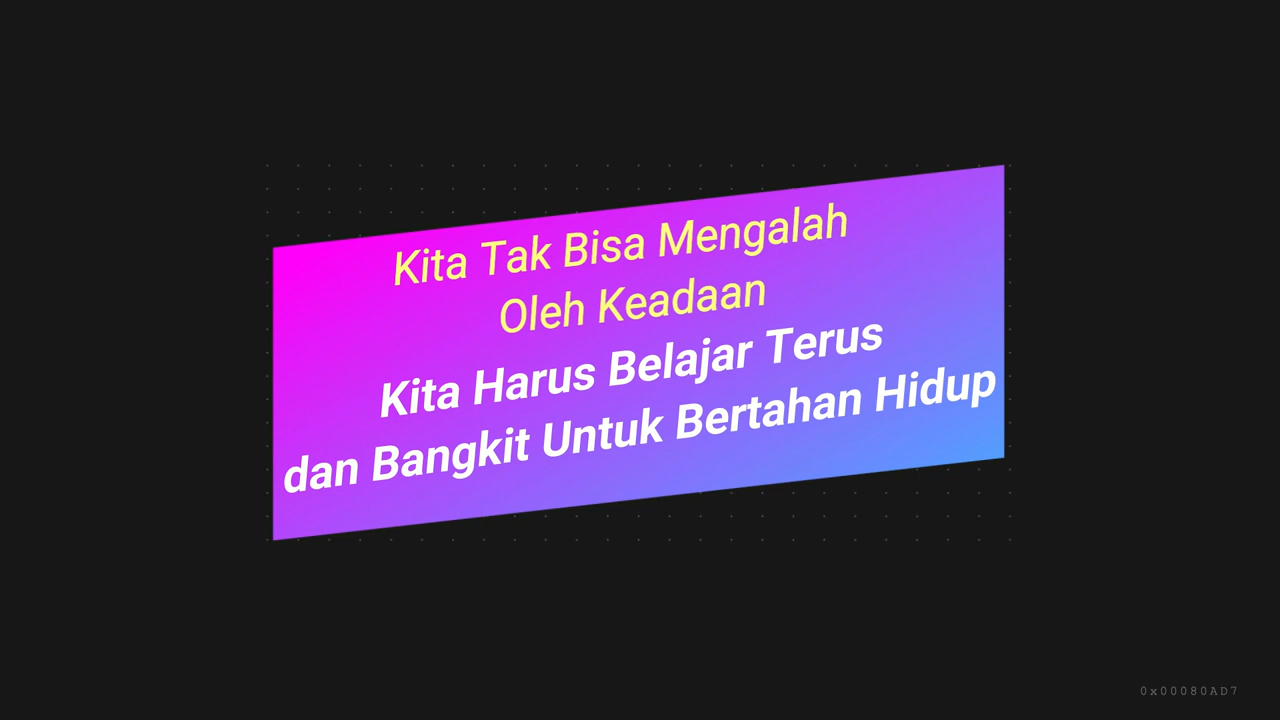 Kita Tak Bisa Mengalah
Oleh Keadaan
Kita Harus Belajar Terus
dan Bangkit Untuk Bertahan Hidup
0x00080AD7